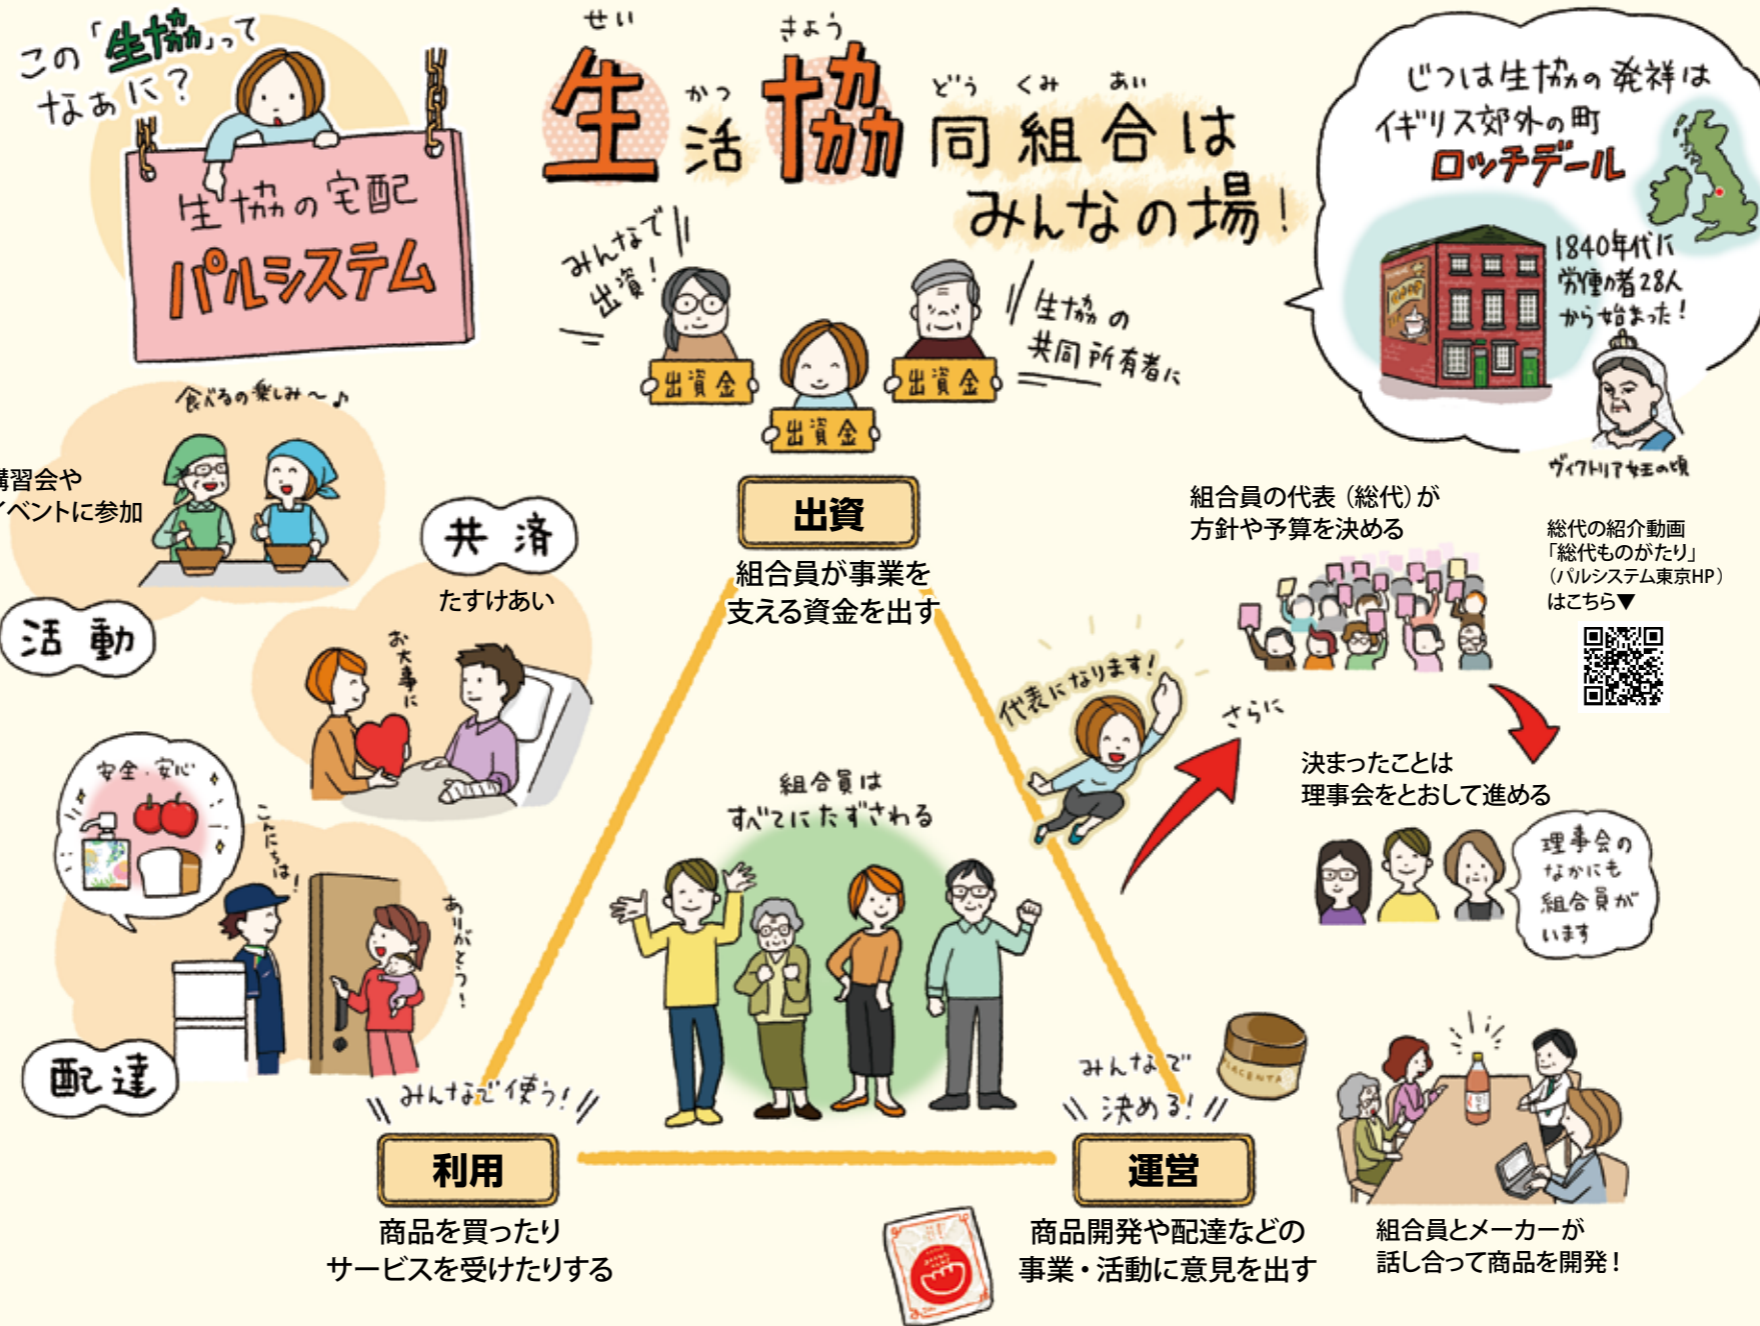 この「生協」って
なあに?
生協の宅配
パルシステム
せい かつ きょう どう くみ あい
生活協同組合は
みんなの場!
じつは生協の発祥は
イギリス郊外の町
ロッチデール
1840年代に
労働者28人
から始まった!
ヴィクトリア女王の頃
みんなで
出資!
生協の
共同所有者に
出資金
出資金
出資金
出資
組合員が事業を
支える資金を出す
食べるの楽しみ〜♪
講習会や
イベントに参加
活動
共済
たすけあい
お大事に
安全・安心
こんにちは!
ありがとう!
配達
みんなで使う!
利用
商品を買ったり
サービスを受けたりする
組合員は
すべてにたずさわる
代表になります!
さらに
組合員の代表(総代)が
方針や予算を決める
総代の紹介動画
「総代ものがたり」
(パルシステム東京HP)
はこちら▼
決まったことは
理事会をとおして進める
理事会の
なかにも
組合員が
います
みんなで
決める!
運営
商品開発や配達などの
事業・活動に意見を出す
PLACENTA
組合員とメーカーが
話し合って商品を開発!